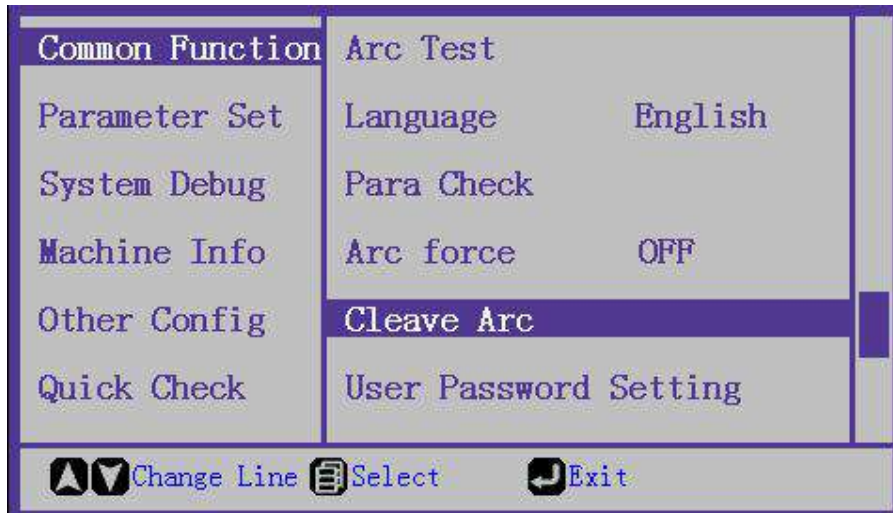 Common Function Arc Test
Parameter Set Language English
System Debug Para Check
Machine Info Arc force OFF
Other Config Cleave Arc
Quick Check User Password Setting
Change Line Select Exit